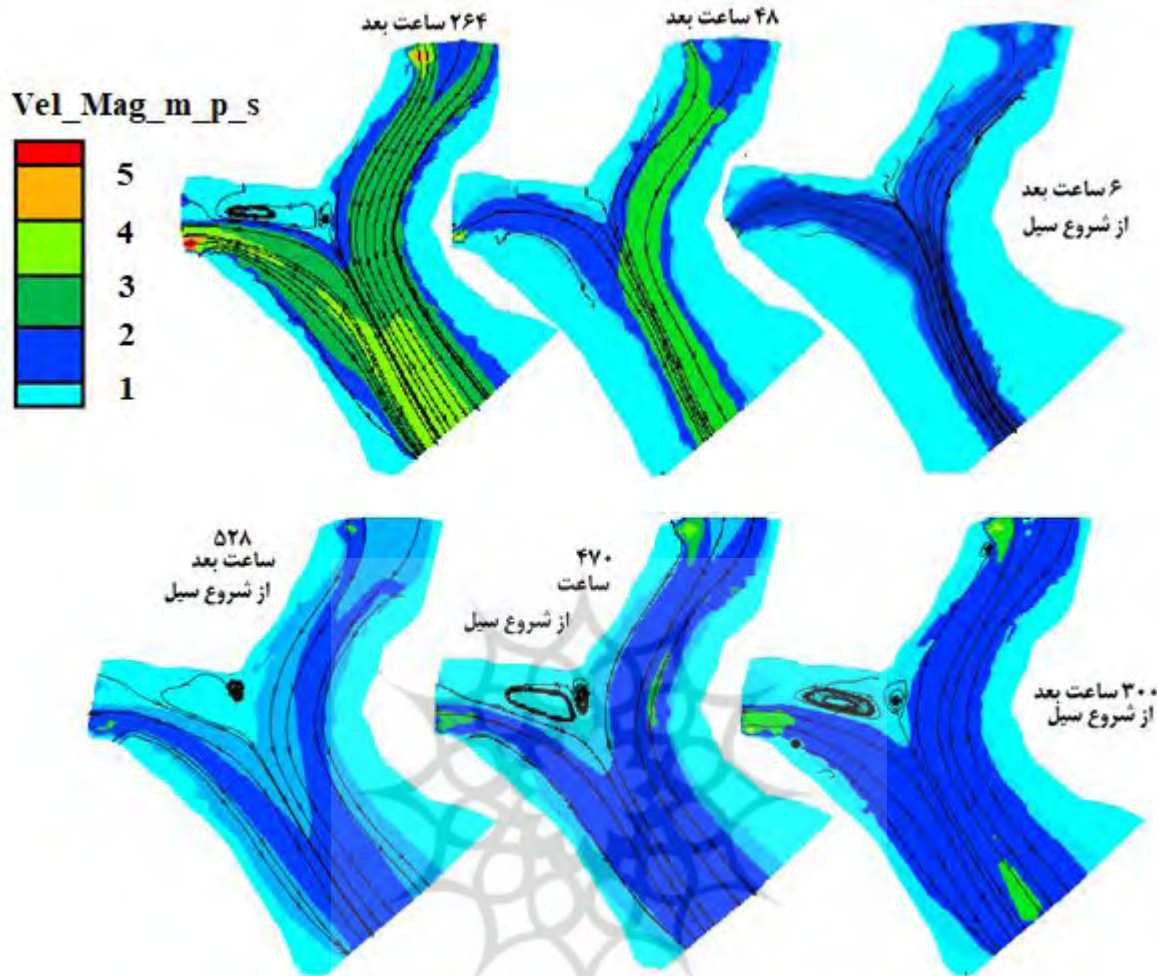 ۲۶۴ ساعت بعد
۴۸ ساعت بعد
Vel_Mag_m_p_s
5
4
3
2
1
۶ ساعت بعد
از شروع سیل
۵۲۸
ساعت بعد
از شروع سیل
۴۷۰
ساعت
از شروع سیل
۳۰۰ ساعت بعد
از شروع سیل